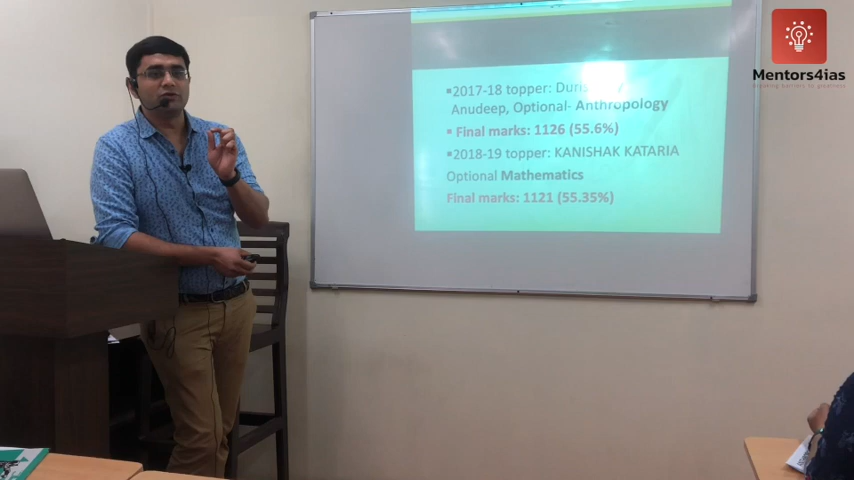 ▪2017-18 topper:
Anudeep, Optional- Anthropology
▪ Final marks: 1126 (55.6%)
▪2018-19 topper: KANISHAK KATARIA
Optional Mathematics
Final marks: 1121 (55.35%)
Mentors4ias